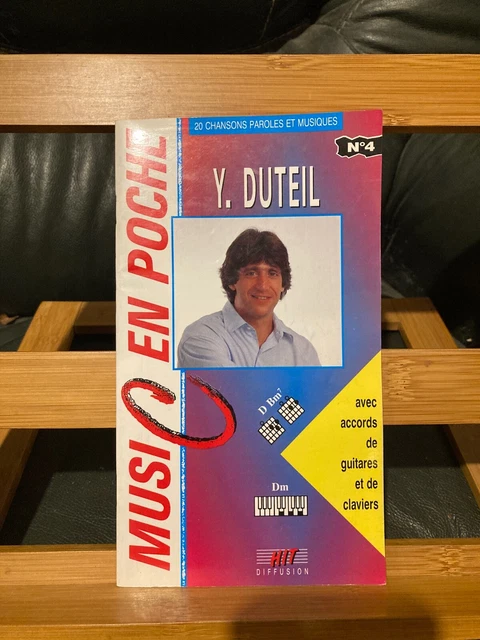 20 CHANSONS PAROLES ET MUSIQUES
N°4
Y. DUTEIL
MUSIC EN POCHE
D Bm7
avec
accords
de
guitares
et de
claviers
Dm
HIT
DIFFUSION